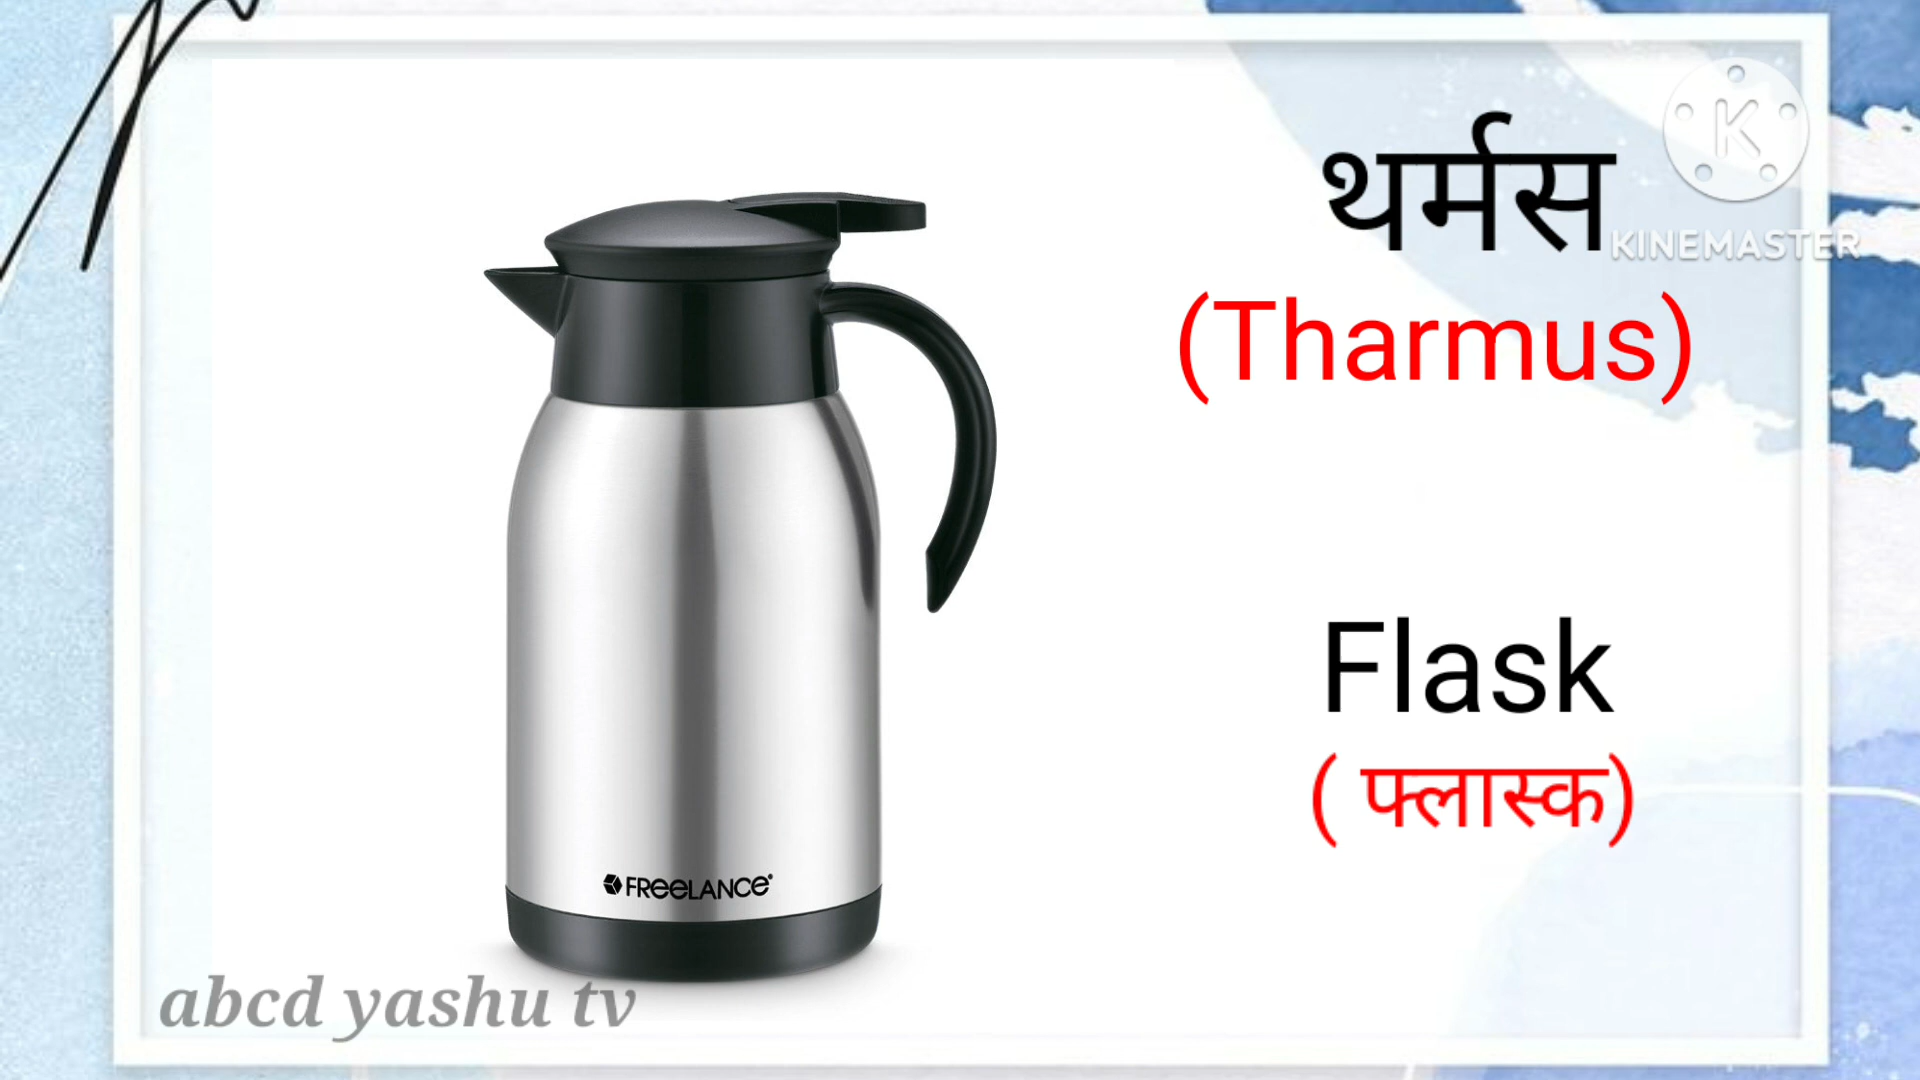 थर्मस
KINEMASTER
(Tharmus)
Flask
( फ्लास्क)
FREELANCE
abcd yashu tv